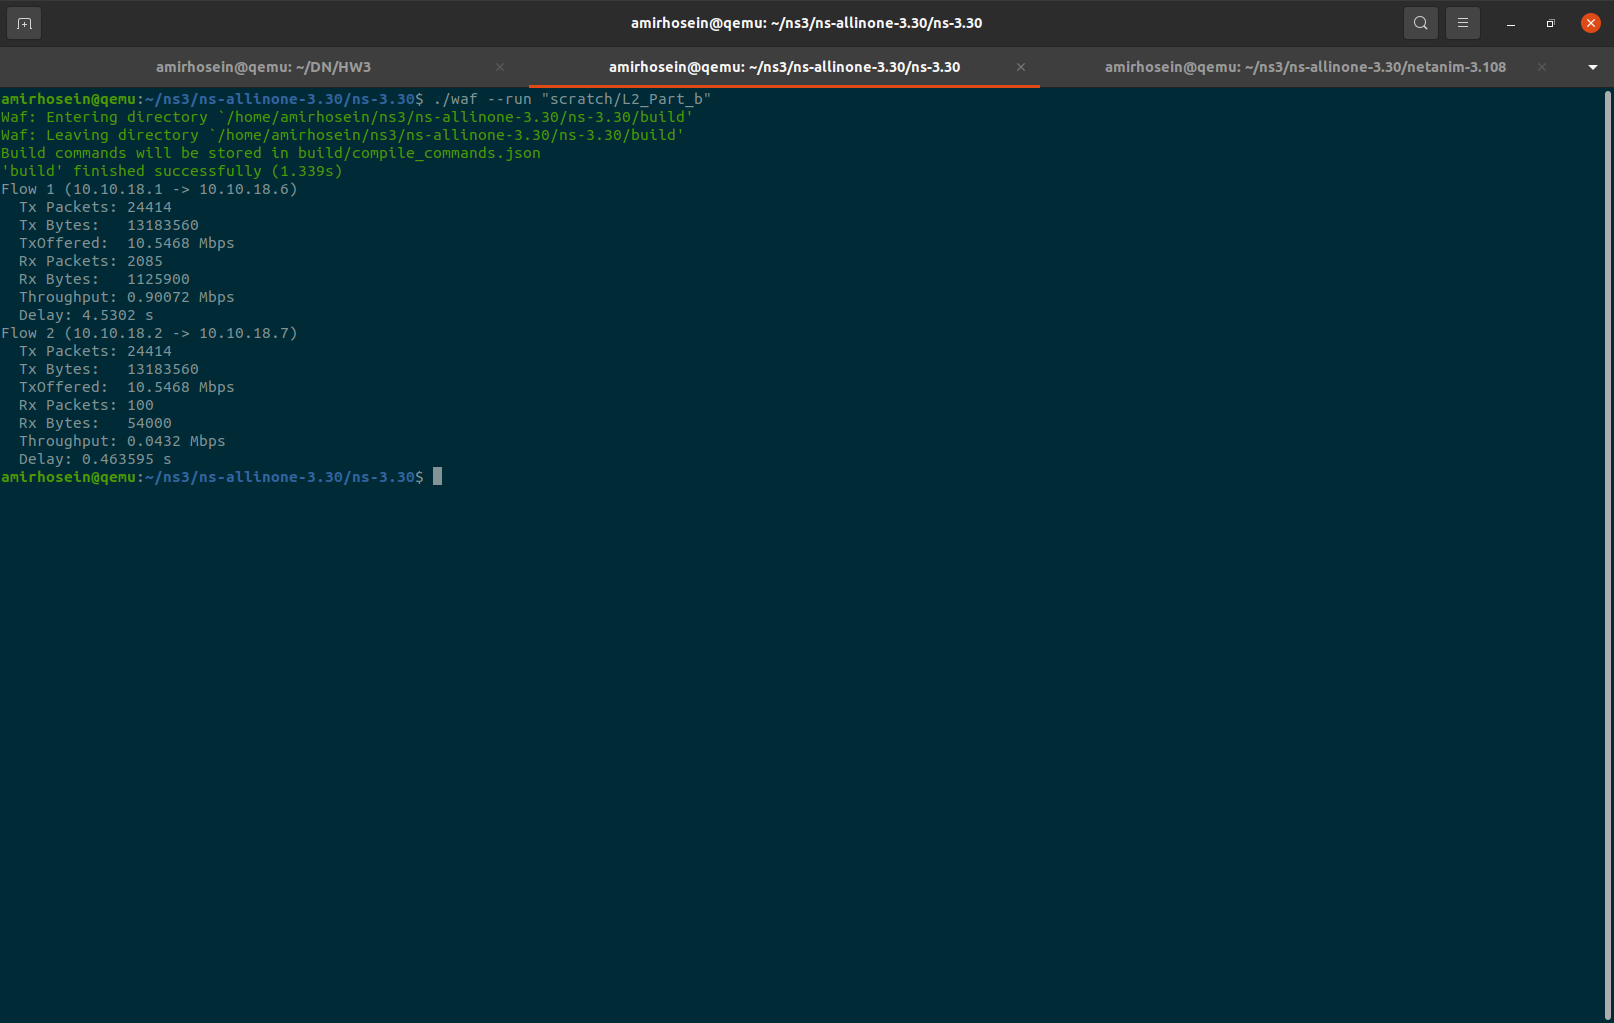 amirhosein@qemu: ~/ns3/ns-allinone-3.30/ns-3.30
amirhosein@qemu: ~/DN/HW3
amirhosein@qemu: ~/ns3/ns-allinone-3.30/ns-3.30
amirhosein@qemu: ~/ns3/ns-allinone-3.30/netanim-3.108
amirhosein@qemu:~/ns3/ns-allinone-3.30/ns-3.30$ ./waf --run "scratch/L2_Part_b"
Waf: Entering directory `/home/amirhosein/ns3/ns-allinone-3.30/ns-3.30/build'
Waf: Leaving directory `/home/amirhosein/ns3/ns-allinone-3.30/ns-3.30/build'
Build commands will be stored in build/compile_commands.json
'build' finished successfully (1.339s)
Flow 1 (10.10.18.1 -> 10.10.18.6)
  Tx Packets: 24414
  Tx Bytes:   13183560
  TxOffered:  10.5468 Mbps
  Rx Packets: 2085
  Rx Bytes:   1125900
  Throughput: 0.90072 Mbps
  Delay: 4.5302 s
Flow 2 (10.10.18.2 -> 10.10.18.7)
  Tx Packets: 24414
  Tx Bytes:   13183560
  TxOffered:  10.5468 Mbps
  Rx Packets: 100
  Rx Bytes:   54000
  Throughput: 0.0432 Mbps
  Delay: 0.463595 s
amirhosein@qemu:~/ns3/ns-allinone-3.30/ns-3.30$